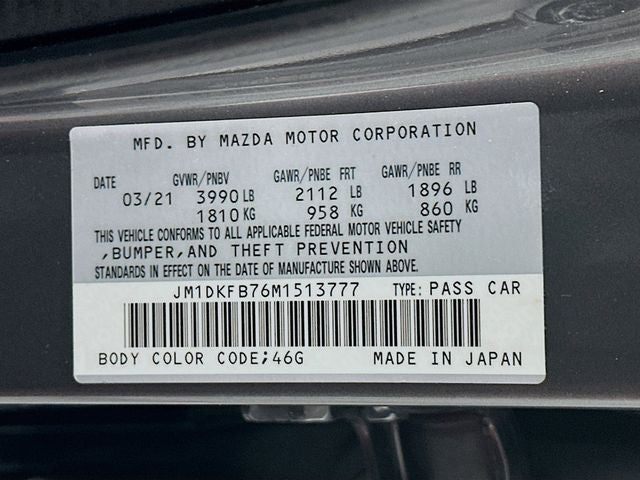 MFD. BY MAZDA MOTOR CORPORATION
DATE GVWR/PNBV GAWR/PNBE FRT GAWR/PNBE RR
03/21 3990 LB 2112 LB 1896 LB
1810 KG 958 KG 860 KG
THIS VEHICLE CONFORMS TO ALL APPLICABLE FEDERAL MOTOR VEHICLE SAFETY
,BUMPER,AND THEFT PREVENTION
STANDARDS IN EFFECT ON THE DATE OF MANUFACTURE SHOWN ABOVE.
JM1DKFB76M1513777 TYPE: PASS CAR
BODY COLOR CODE;46G MADE IN JAPAN